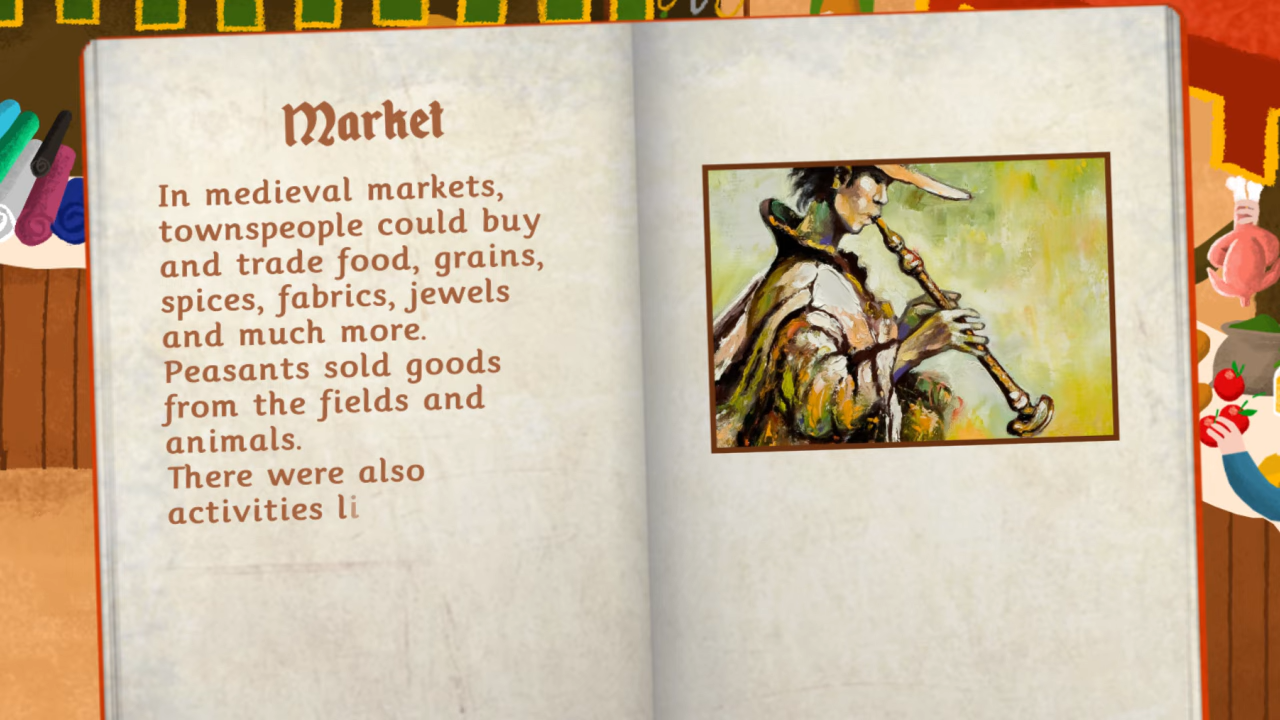 Market
In medieval markets,
townspeople could buy
and trade food, grains,
spices, fabrics, jewels
and much more.
Peasants sold goods
from the fields and
animals.
There were also
activities li